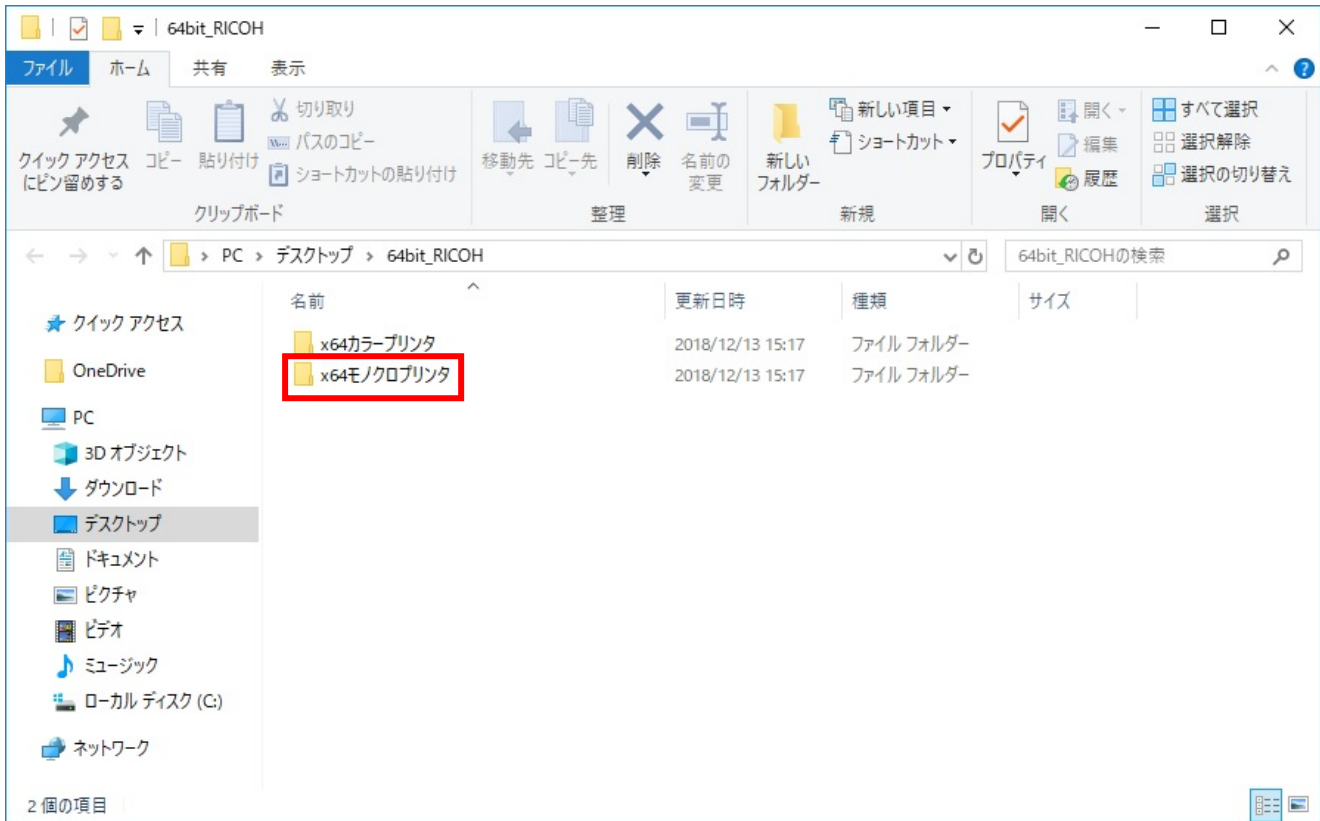 64bit_RICOH
ファイル ホーム 共有 表示
クイック アクセス
にピン留めする
コピー
貼り付け
切り取り
パスのコピー
ショートカットの貼り付け
クリップボード
移動先
コピー先
削除
名前の
変更
整理
新しい
フォルダー
新しい項目
ショートカット
新規
プロパティ
開く
編集
履歴
開く
すべて選択
選択解除
選択の切り替え
選択
PC > デスクトップ > 64bit_RICOH
64bit_RICOHの検索
名前 更新日時 種類 サイズ
x64カラープリンタ 2018/12/13 15:17 ファイル フォルダー
x64モノクロプリンタ 2018/12/13 15:17 ファイル フォルダー
クイック アクセス
OneDrive
PC
3D オブジェクト
ダウンロード
デスクトップ
ドキュメント
ピクチャ
ビデオ
ミュージック
ローカル ディスク (C:)
ネットワーク
2 個の項目